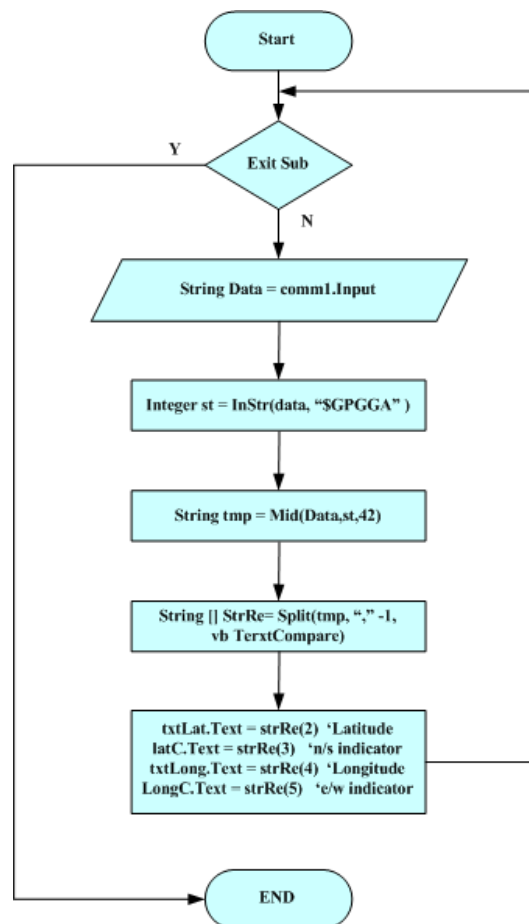 Start
Exit Sub
Y
N
String Data = comm1.Input
Integer st = InStr(data, “$GPGGA” )
String tmp = Mid(Data,st,42)
String [] StrRe= Split(tmp, “,” -1,
vb TerxtCompare)
txtLat.Text = strRe(2) ‘Latitude
latC.Text = strRe(3) ‘n/s indicator
txtLong.Text = strRe(4) ‘Longitude
LongC.Text = strRe(5) ‘e/w indicator
END